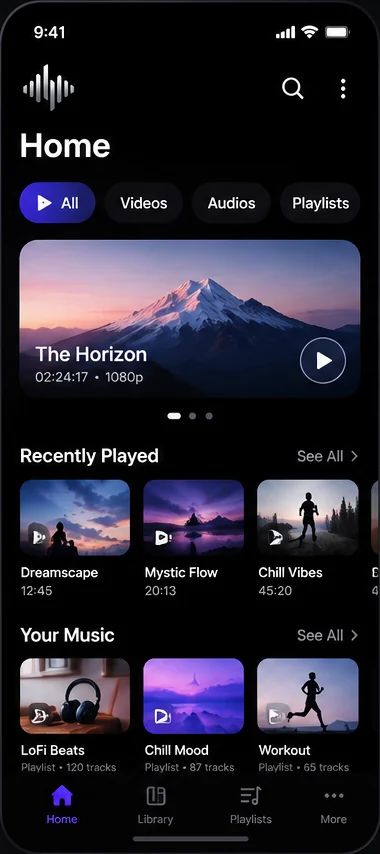 9:41
Home
All
Videos
Audios
Playlists
The Horizon
02:24:17 • 1080p
Recently Played
See All >
Dreamscape
12:45
Mystic Flow
20:13
Chill Vibes
45:20
Your Music
See All >
LoFi Beats
Playlist • 120 tracks
Chill Mood
Playlist • 87 tracks
Workout
Playlist • 65 tracks
Home
Library
Playlists
More